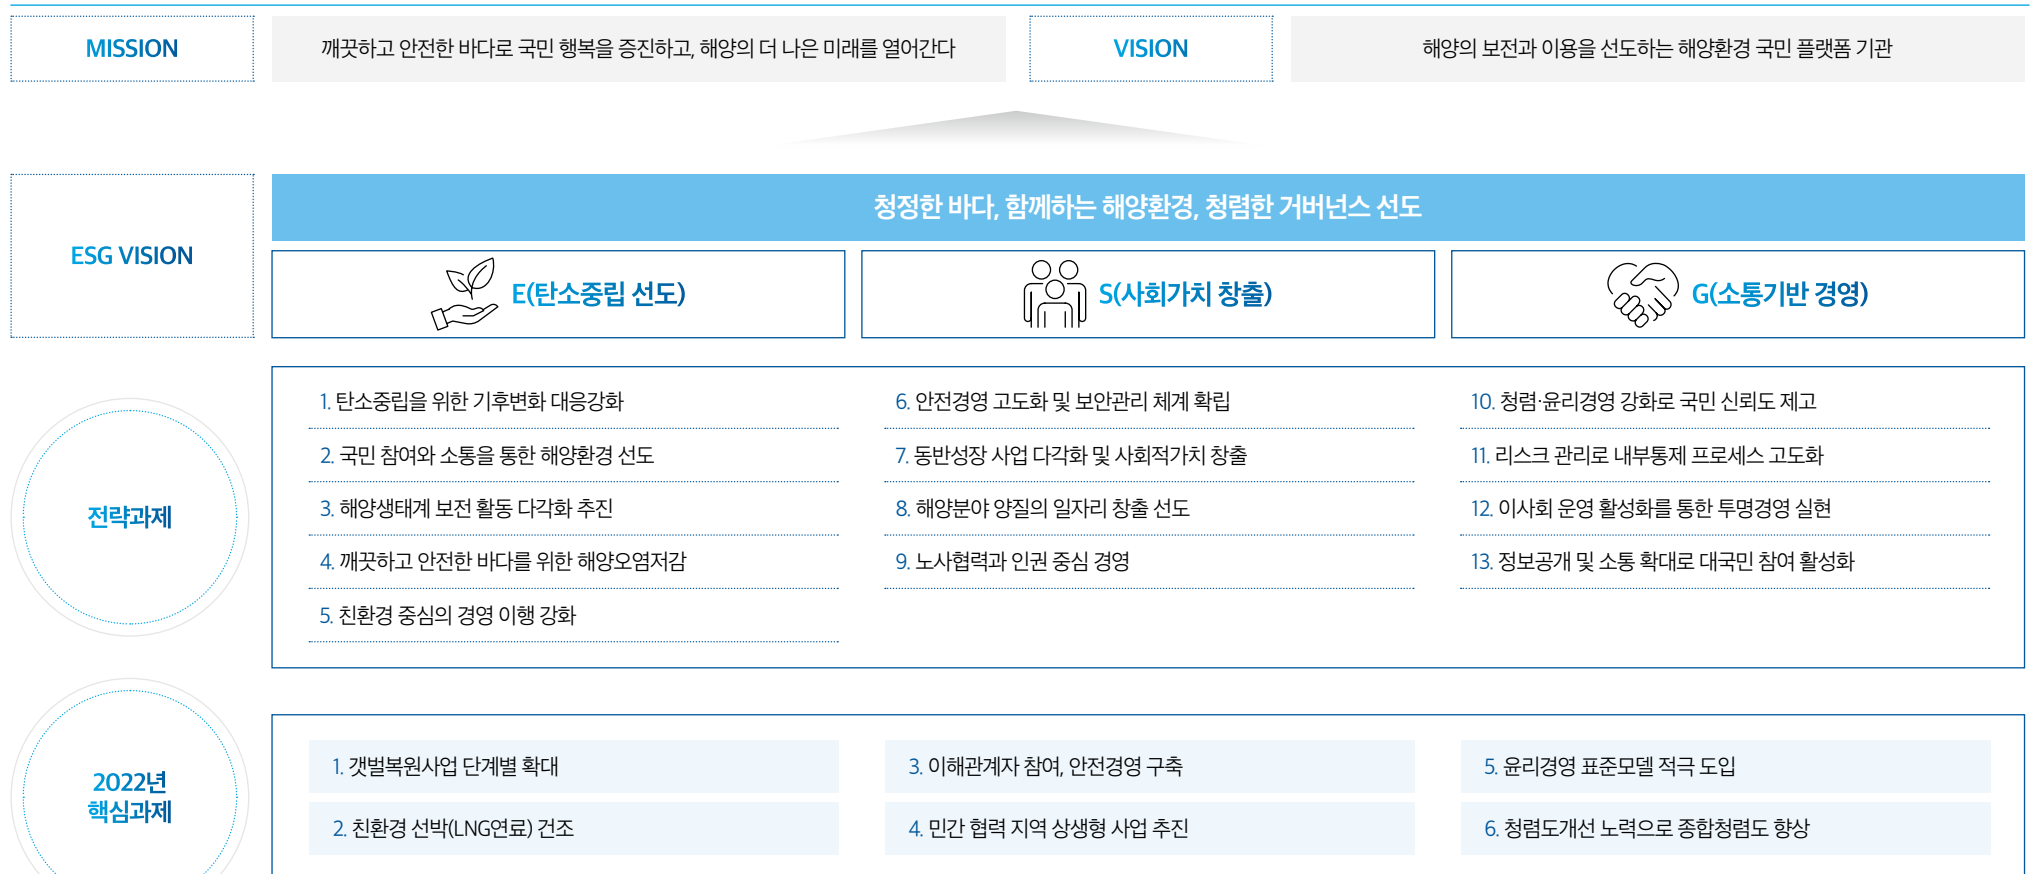 MISSION
깨끗하고 안전한 바다로 국민 행복을 증진하고, 해양의 더 나은 미래를 열어간다
VISION
해양의 보전과 이용을 선도하는 해양환경 국민 플랫폼 기관
ESG VISION
청정한 바다, 함께하는 해양환경, 청렴한 거버넌스 선도
E(탄소중립 선도)
S(사회가치 창출)
G(소통기반 경영)
전략과제
1. 탄소중립을 위한 기후변화 대응강화
2. 국민 참여와 소통을 통한 해양환경 선도
3. 해양생태계 보전 활동 다각화 추진
4. 깨끗하고 안전한 바다를 위한 해양오염저감
5. 친환경 중심의 경영 이행 강화
6. 안전경영 고도화 및 보안관리 체계 확립
7. 동반성장 사업 다각화 및 사회적가치 창출
8. 해양분야 양질의 일자리 창출 선도
9. 노사협력과 인권 중심 경영
10. 청렴·윤리경영 강화로 국민 신뢰도 제고
11. 리스크 관리로 내부통제 프로세스 고도화
12. 이사회 운영 활성화를 통한 투명경영 실현
13. 정보공개 및 소통 확대로 대국민 참여 활성화
2022년
핵심과제
1. 갯벌복원사업 단계별 확대
2. 친환경 선박(LNG연료) 건조
3. 이해관계자 참여, 안전경영 구축
4. 민간 협력 지역 상생형 사업 추진
5. 윤리경영 표준모델 적극 도입
6. 청렴도개선 노력으로 종합청렴도 향상